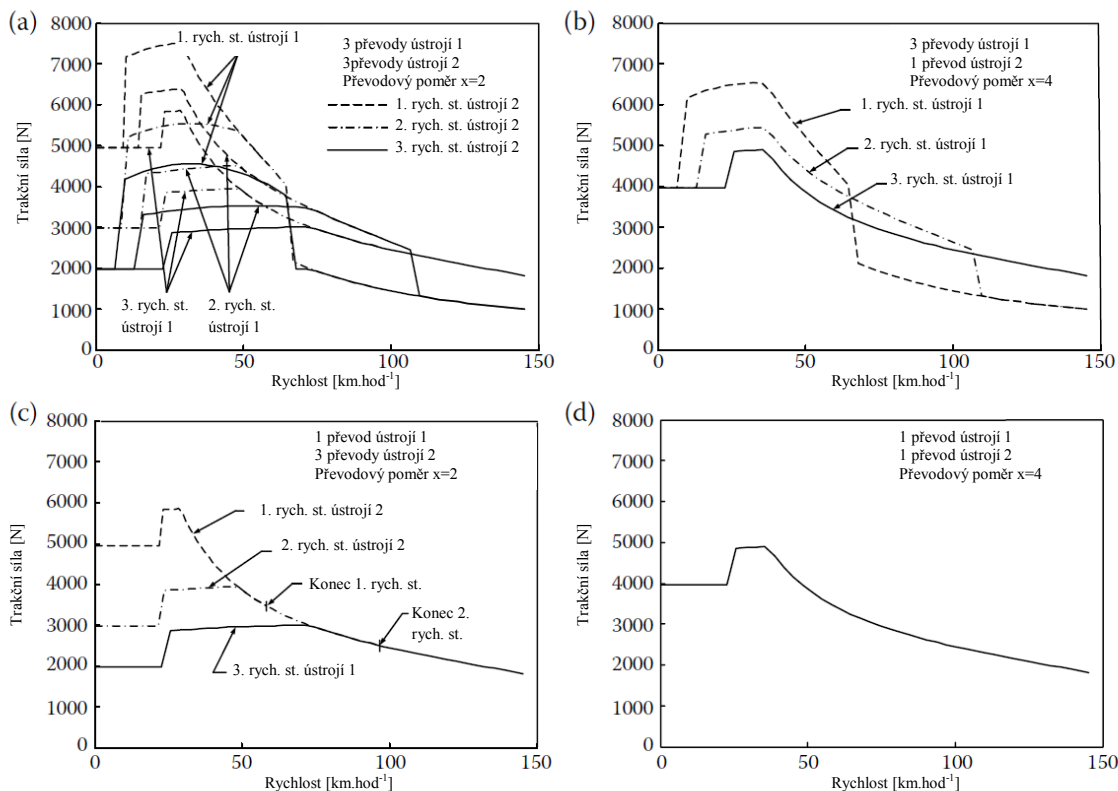 (a)
8000
7000
6000
5000
4000
3000
2000
1000
0
Trakční síla [N]
1. rych. st. ústrojí 1
3 převody ústrojí 1
3převody ústrojí 2
Převodový poměr x=2
1. rych. st. ústrojí 2
2. rych. st. ústrojí 2
3. rych. st. ústrojí 2
3. rych. st.
ústrojí 1
2. rych. st.
ústrojí 1
0 50 100 150
Rychlost [km.hod-1]
(b)
8000
7000
6000
5000
4000
3000
2000
1000
0
Trakční síla [N]
3 převody ústrojí 1
1 převod ústrojí 2
Převodový poměr x=4
1. rych. st. ústrojí 1
2. rych. st. ústrojí 1
3. rych. st. ústrojí 1
0 50 100 150
Rychlost [km.hod-1]
(c)
8000
7000
6000
5000
4000
3000
2000
1000
0
Trakční síla [N]
1 převod ústrojí 1
3 převody ústrojí 2
Převodový poměr x=2
1. rych. st. ústrojí 2
2. rych. st. ústrojí 2
Konec 1. rych. st.
Konec 2.
rych. st.
3. rych. st. ústrojí 1
0 50 100 150
Rychlost [km.hod-1]
(d)
8000
7000
6000
5000
4000
3000
2000
1000
0
Trakční síla [N]
1 převod ústrojí 1
1 převod ústrojí 2
Převodový poměr x=4
0 50 100 150
Rychlost [km.hod-1]